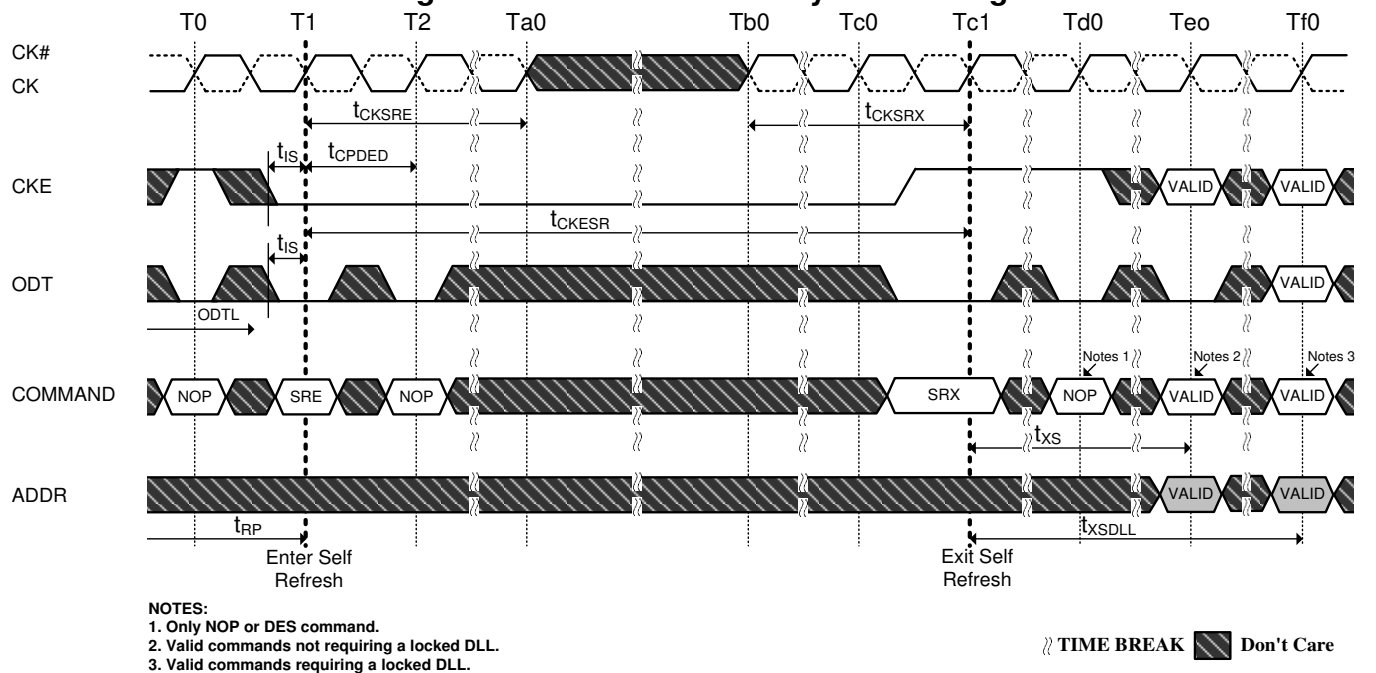 T0 T1 T2 Ta0 Tb0 Tc0 Tc1 Td0 Teo Tf0
CK#
CK
tCKSRE tCKSRX
tIS tCPDED
CKE VALID VALID
tCKESR
tIS
ODT VALID
ODTL
Notes 1 Notes 2 Notes 3
COMMAND NOP SRE NOP SRX NOP VALID VALID
tXS
ADDR VALID VALID
tRP tXSDLL
Enter Self Refresh
Exit Self Refresh
NOTES:
1. Only NOP or DES command.
2. Valid commands not requiring a locked DLL.
3. Valid commands requiring a locked DLL.
TIME BREAK Don't Care